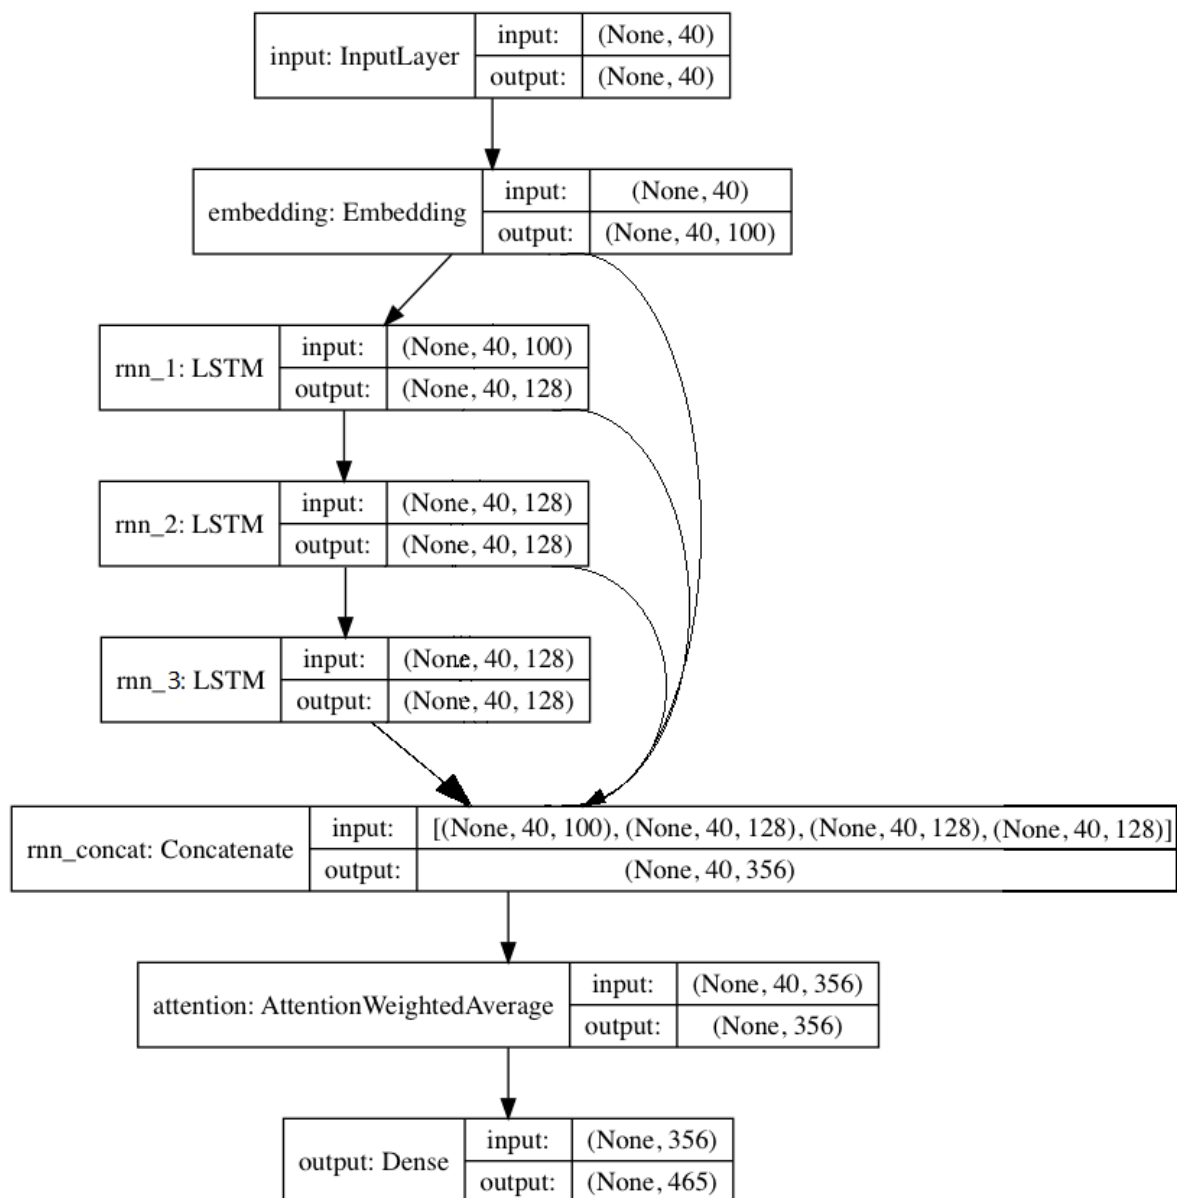 input: InputLayer
input: (None, 40)
output: (None, 40)
embedding: Embedding
input: (None, 40)
output: (None, 40, 100)
rnn_1: LSTM
input: (None, 40, 100)
output: (None, 40, 128)
rnn_2: LSTM
input: (None, 40, 128)
output: (None, 40, 128)
rnn_3: LSTM
input: (None, 40, 128)
output: (None, 40, 128)
rnn_concat: Concatenate
input: [(None, 40, 100), (None, 40, 128), (None, 40, 128), (None, 40, 128)]
output: (None, 40, 356)
attention: AttentionWeightedAverage
input: (None, 40, 356)
output: (None, 356)
output: Dense
input: (None, 356)
output: (None, 465)